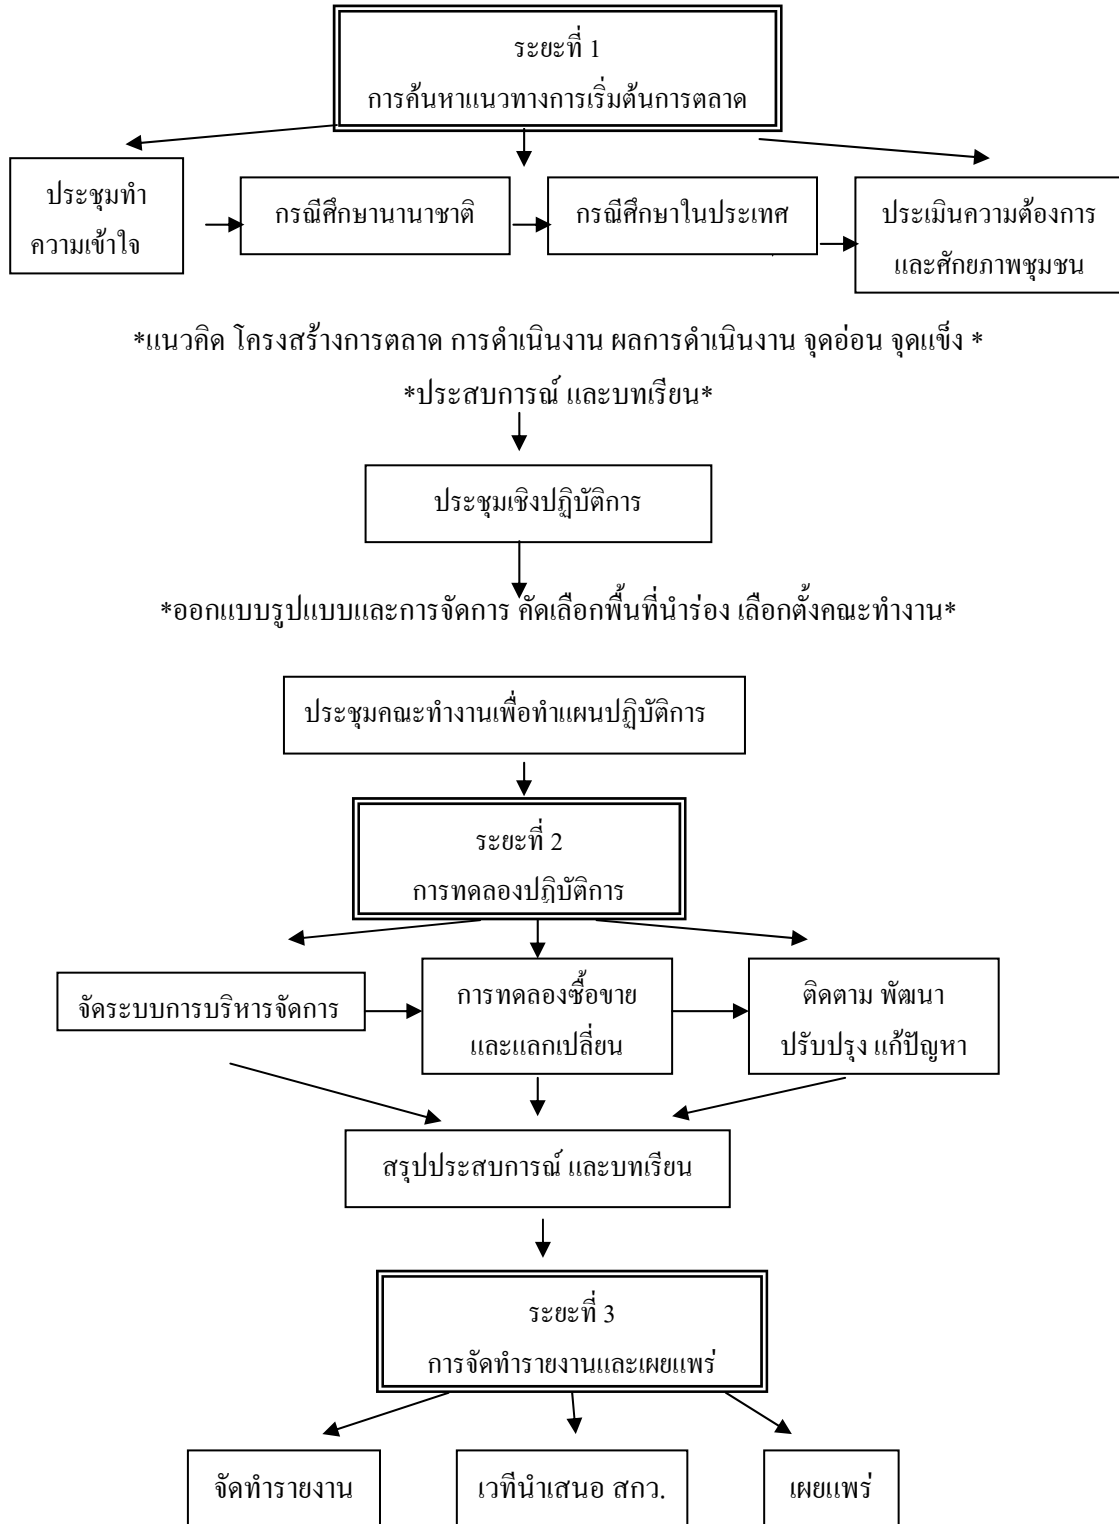 ระยะที่ 1
การค้นหาแนวทางการเริ่มต้นการตลาด
ประชุมทำ
ความเข้าใจ
กรณีศึกษานานาชาติ
กรณีศึกษาในประเทศ
ประเมินความต้องการ
และศักยภาพชุมชน
*แนวคิด โครงสร้างการตลาด การดำเนินงาน ผลการดำเนินงาน จุดอ่อน จุดแข็ง *
*ประสบการณ์ และบทเรียน*
ประชุมเชิงปฏิบัติการ
*ออกแบบรูปแบบและการจัดการ คัดเลือกพื้นที่นำร่อง เลือกตั้งคณะทำงาน*
ประชุมคณะทำงานเพื่อทำแผนปฏิบัติการ
ระยะที่ 2
การทดลองปฏิบัติการ
จัดระบบการบริหารจัดการ
การทดลองซื้อขาย
และแลกเปลี่ยน
ติดตาม พัฒนา
ปรับปรุง แก้ปัญหา
สรุปประสบการณ์ และบทเรียน
ระยะที่ 3
การจัดทำรายงานและเผยแพร่
จัดทำรายงาน
เวทีนำเสนอ สกว.
เผยแพร่